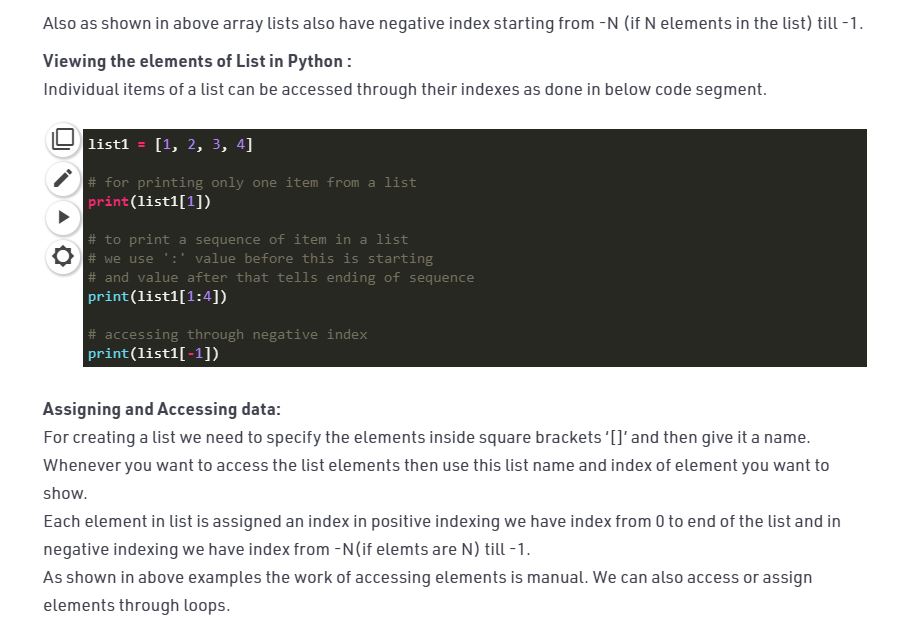 Also as shown in above array lists also have negative index starting from -N (if N elements in the list) till -1.
Viewing the elements of List in Python :
Individual items of a list can be accessed through their indexes as done in below code segment.
list1 = [1, 2, 3, 4]
# for printing only one item from a list
print(list1[1])
# to print a sequence of item in a list
# we use ':' value before this is starting
# and value after that tells ending of sequence
print(list1[1:4])
# accessing through negative index
print(list1[-1])
Assigning and Accessing data:
For creating a list we need to specify the elements inside square brackets '[]' and then give it a name.
Whenever you want to access the list elements then use this list name and index of element you want to
show.
Each element in list is assigned an index in positive indexing we have index from 0 to end of the list and in
negative indexing we have index from -N(if elemts are N) till -1.
As shown in above examples the work of accessing elements is manual. We can also access or assign
elements through loops.